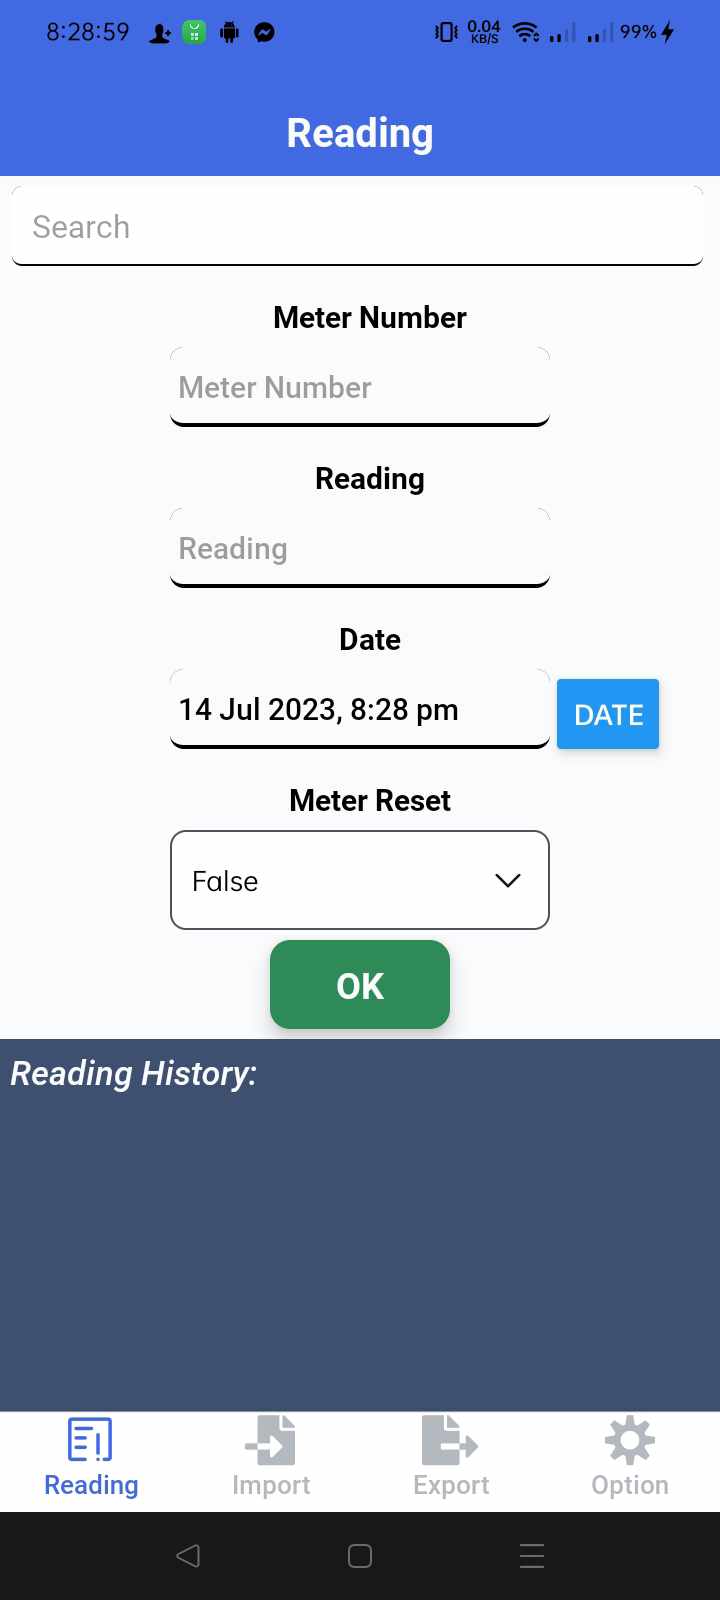 8:28:59 0.04 KB/S 99%
Reading
Search
Meter Number
Meter Number
Reading
Reading
Date
14 Jul 2023, 8:28 pm DATE
Meter Reset
False
OK
Reading History:
Reading Import Export Option